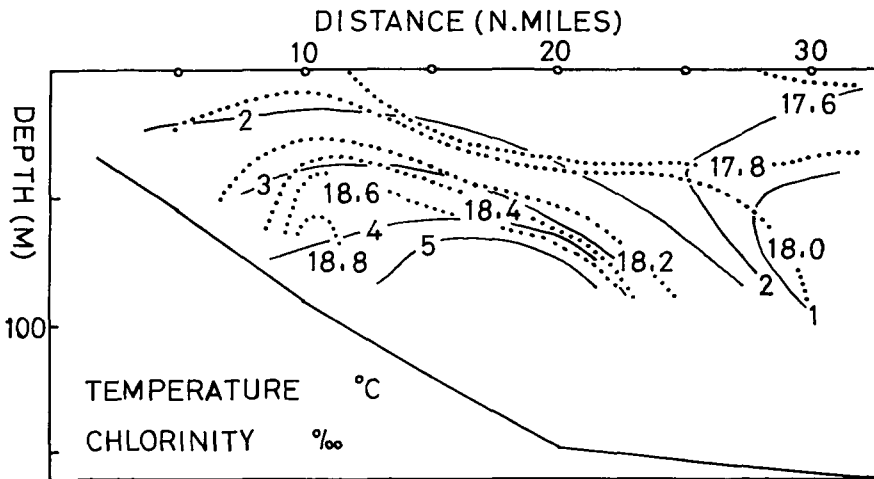 DISTANCE (N.MILES)
10 20 30
17.6
2
17.8
3
18.6
18.4
4
18.0
18.8
5
18.2
2
1
DEPTH (M)
100
TEMPERATURE °C
CHLORINITY ‰